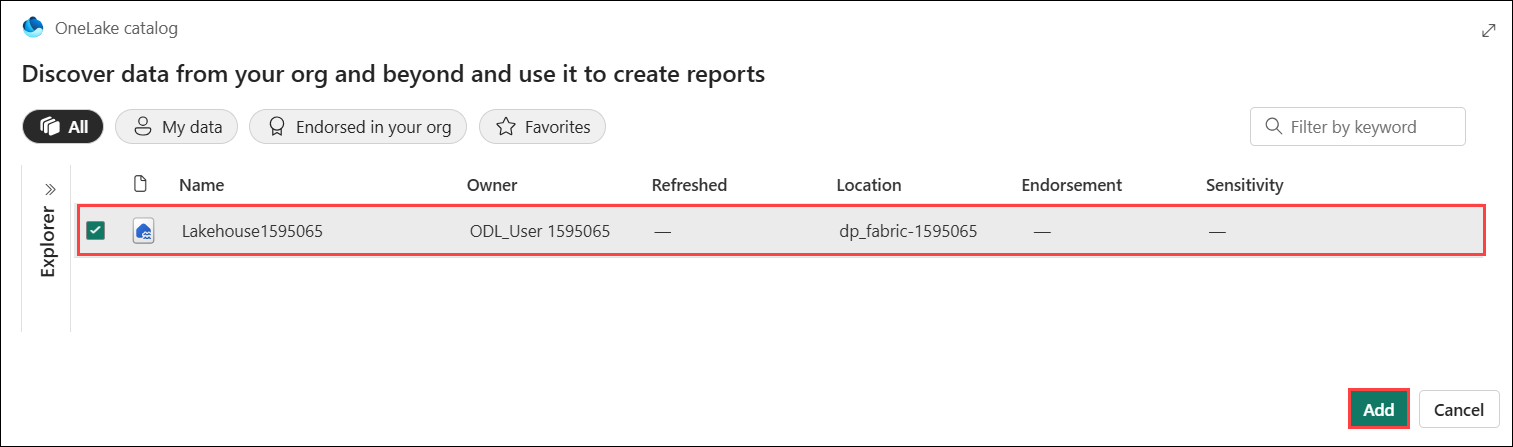 OneLake catalog
Discover data from your org and beyond and use it to create reports
All My data Endorsed in your org Favorites Filter by keyword
Explorer
Name Owner Refreshed Location Endorsement Sensitivity
Lakehouse1595065 ODL_User 1595065 — dp_fabric-1595065 — —
Add Cancel